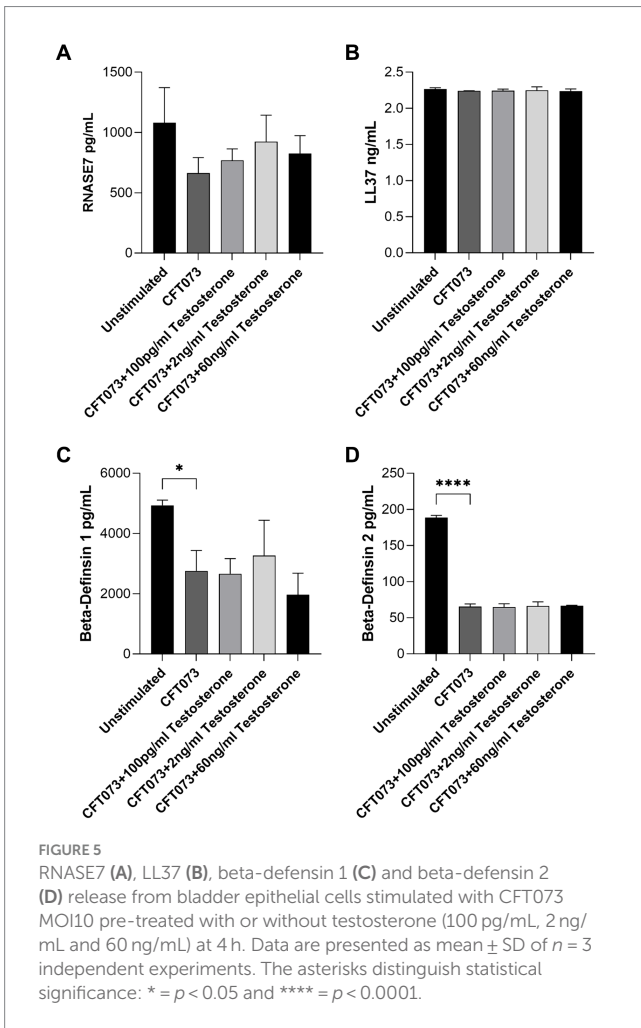 A
RNASE7 pg/mL
1500
1000
500
0
Unstimulated
CFT073
CFT073+100pg/ml Testosterone
CFT073+2ng/ml Testosterone
CFT073+60ng/ml Testosterone
B
LL37 ng/mL
2.5
2.0
1.5
1.0
0.5
0.0
Unstimulated
CFT073
CFT073+100pg/ml Testosterone
CFT073+2ng/ml Testosterone
CFT073+60ng/ml Testosterone
C
Beta-Definsin 1 pg/mL
6000
4000
2000
0
*
Unstimulated
CFT073
CFT073+100pg/ml Testosterone
CFT073+2ng/ml Testosterone
CFT073+60ng/ml Testosterone
D
Beta-Definsin 2 pg/mL
250
200
150
100
50
0
****
Unstimulated
CFT073
CFT073+100pg/ml Testosterone
CFT073+2ng/ml Testosterone
CFT073+60ng/ml Testosterone
FIGURE 5
RNASE7 (A), LL37 (B), beta-defensin 1 (C) and beta-defensin 2
(D) release from bladder epithelial cells stimulated with CFT073
MOI10 pre-treated with or without testosterone (100 pg/mL, 2 ng/
mL and 60 ng/mL) at 4 h. Data are presented as mean ± SD of n = 3
independent experiments. The asterisks distinguish statistical
significance: * = p < 0.05 and **** = p < 0.0001.